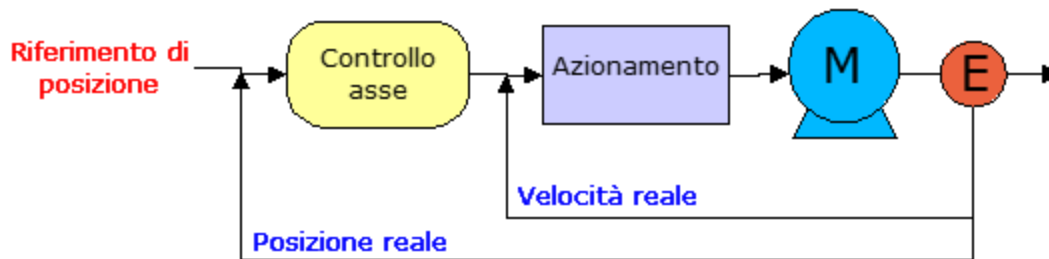 Riferimento di
posizione
Controllo
asse
Azionamento
M
E
Velocità reale
Posizione reale